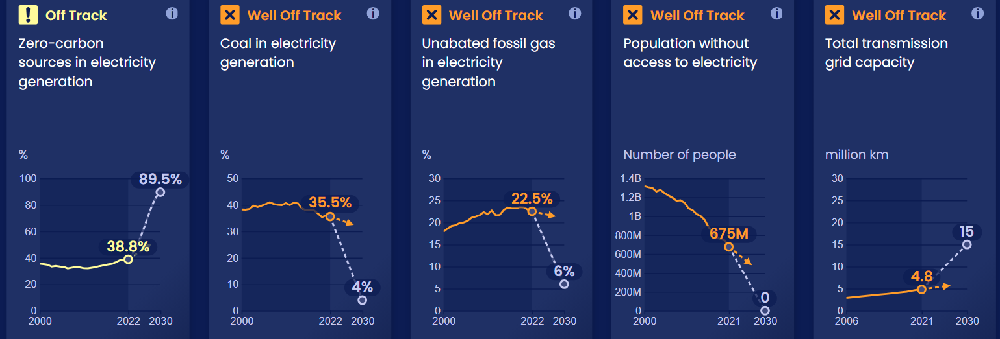 ! Off Track i
Zero-carbon
sources in electricity
generation
%
100
80
60
40
20
0
89.5%
38.8%
2000 2022 2030
Well Off Track i
Coal in electricity
generation
%
50
40
30
20
10
0
35.5%
4%
2000 2022 2030
Well Off Track i
Unabated fossil gas
in electricity
generation
%
30
25
20
15
10
5
0
22.5%
6%
2000 2022 2030
Well Off Track i
Population without
access to electricity
Number of people
1.4B
1.2B
1B
800M
600M
400M
200M
0
675M
0
2000 2021 2030
Well Off Track i
Total transmission
grid capacity
million km
30
25
20
15
10
5
0
15
4.8
2006 2021 2030